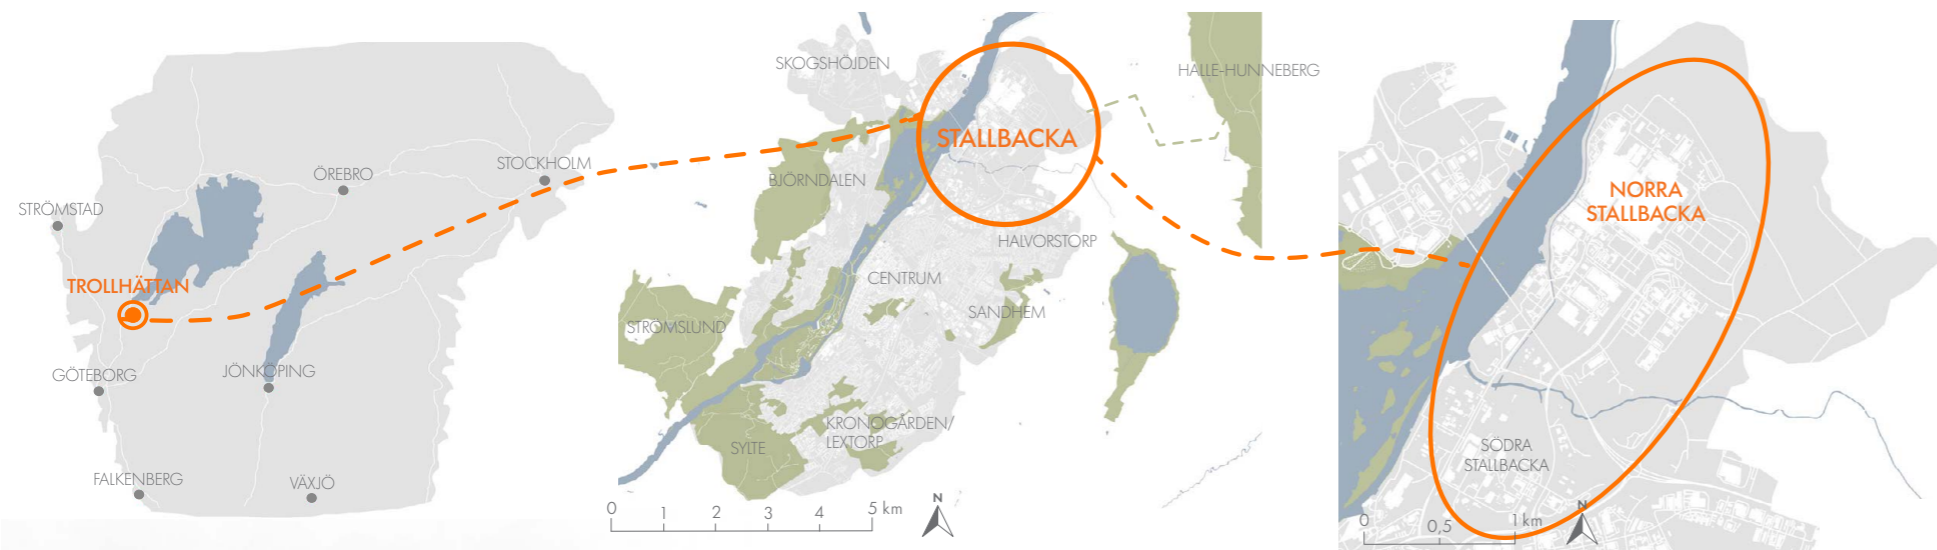 STOCKHOLM
ÖREBRO
STRÖMSTAD
TROLLHÄTTAN
GÖTEBORG
JÖNKÖPING
FALKENBERG
VÄXJÖ
SKOGSHÖJDEN
HALLE-HUNNEBERG
STALLBACKA
BJÖRNDALEN
HALVORSTORP
CENTRUM
SANDHEM
STRÖMSLUND
KRONOGÅRDEN/
LEXTORP
SYLTE
0 1 2 3 4 5 km
N
NORRA
STALLBACKA
SÖDRA
STALLBACKA
0 0,5 1 km
N